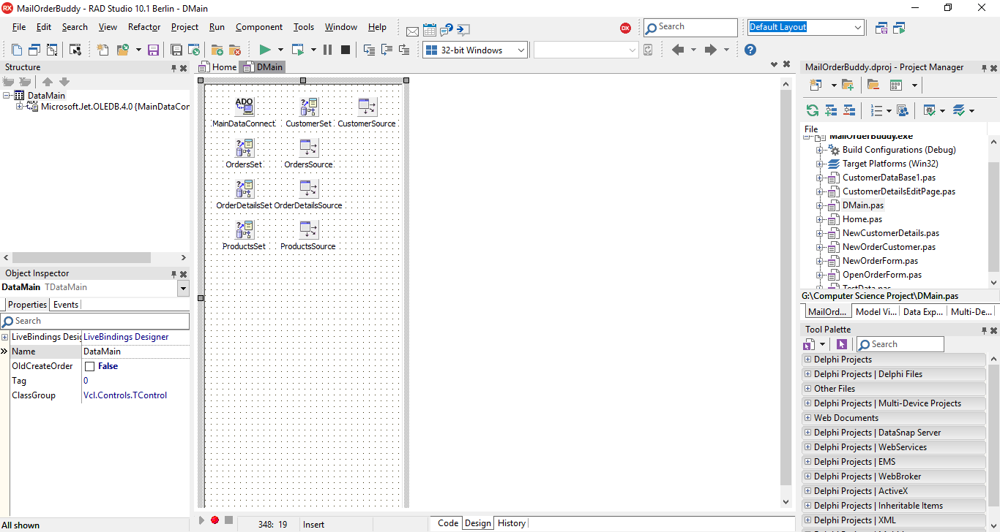 MailOrderBuddy - RAD Studio 10.1 Berlin - DMain
File Edit Search View Refactor Project Run Component Tools Window Help
DX
Search
Default Layout
32-bit Windows
Structure
DataMain
Microsoft.Jet.OLEDB.4.0 {MainDataCon
Object Inspector
DataMain TDataMain
Properties Events
Search
LiveBindings Desig LiveBindings Designer
Name DataMain
OldCreateOrder False
Tag 0
ClassGroup Vcl.Controls.TControl
All shown
Home DMain
ADO
MainDataConnect CustomerSet CustomerSource
OrdersSet OrdersSource
OrderDetailsSet OrderDetailsSource
ProductsSet ProductsSource
348: 19 Insert
Code Design History
MailOrderBuddy.dproj - Project Manager
File
MailOrderBuddy.exe
Build Configurations (Debug)
Target Platforms (Win32)
CustomerDataBase1.pas
CustomerDetailsEditPage.pas
DMain.pas
Home.pas
NewCustomerDetails.pas
NewOrderCustomer.pas
NewOrderForm.pas
OpenOrderForm.pas
TestData.pas
G:\Computer Science Project\DMain.pas
MailOrd... Model Vi... Data Exp... Multi-De...
Tool Palette
Search
Delphi Projects
Delphi Projects | Delphi Files
Other Files
Delphi Projects | Multi-Device Projects
Web Documents
Delphi Projects | DataSnap Server
Delphi Projects | WebServices
Delphi Projects | EMS
Delphi Projects | WebBroker
Delphi Projects | ActiveX
Delphi Projects | Inheritable Items
Delphi Projects | XML